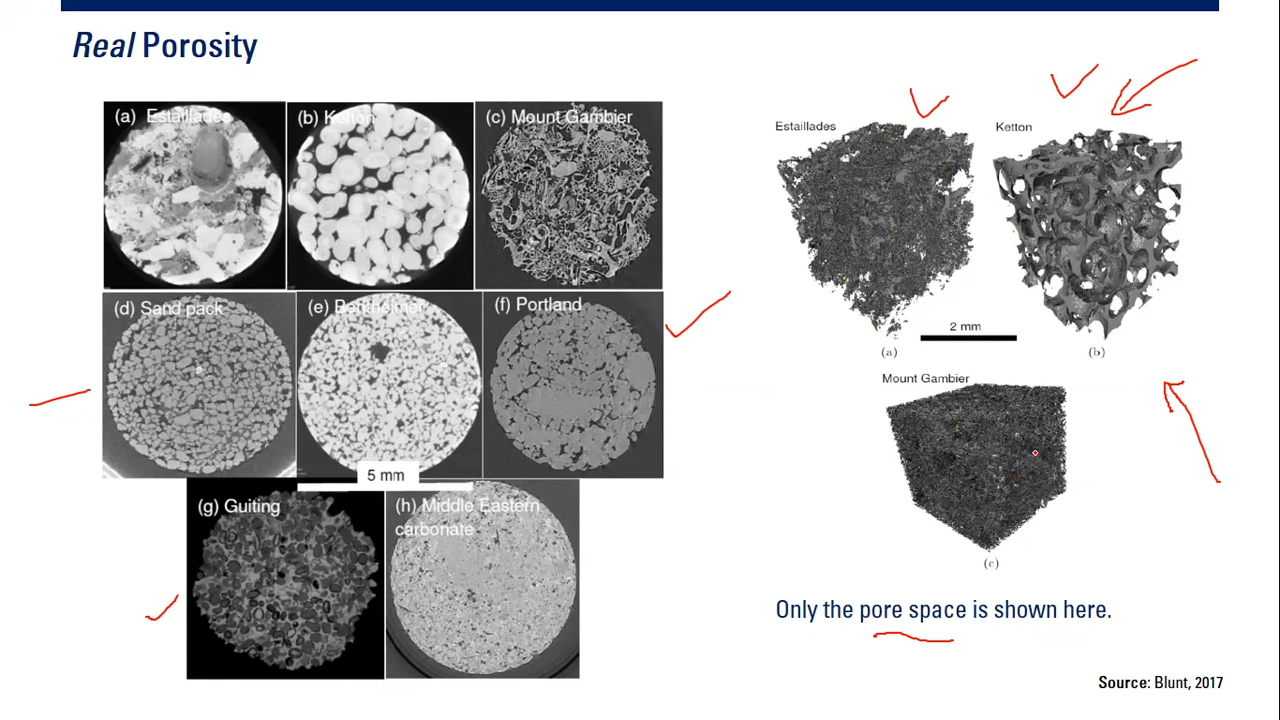 Real Porosity
(a) Estaillades
(b) Ketton
(c) Mount Gambier
(d) Sand pack
(e) Bentheimer
(f) Portland
5 mm
(g) Guiting
(h) Middle Eastern
carbonate
Estaillades
Ketton
2 mm
(a)
(b)
Mount Gambier
(c)
Only the pore space is shown here.
Source: Blunt, 2017